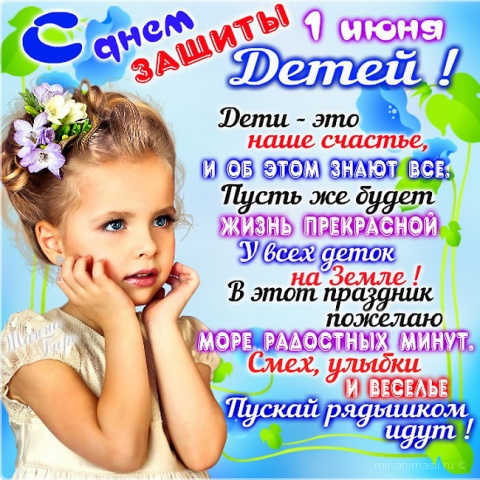 С днем
ЗАЩИТЫ
1 июня
Детей !
Дети - это
наше счастье,
И ОБ ЭТОМ ЗНАЮТ ВСЕ,
Пусть же будет
ЖИЗНЬ ПРЕКРАСНОЙ
У всех деток
на Земле !
В этот праздник
пожелаю
МОРЕ РАДОСТНЫХ МИНУТ.
Смех, улыбки
И ВЕСЕЛЬЕ
Пускай рядышком
идут !
mir-animasii.ru ©